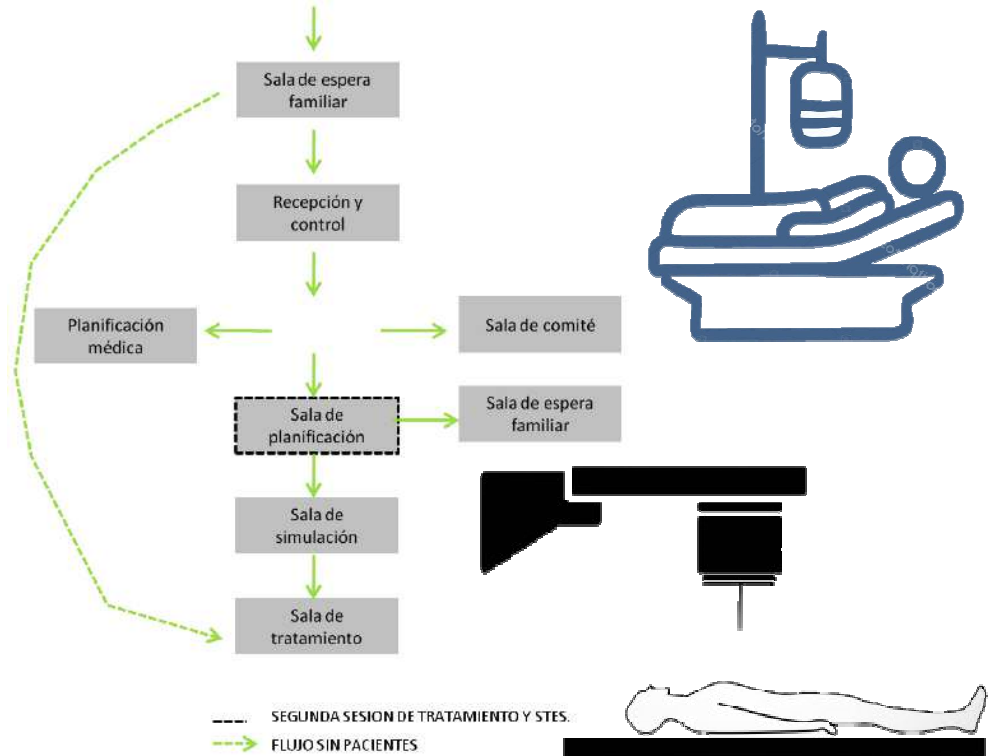 Sala de espera
familiar
Recepción y
control
Planificación
médica
Sala de comité
Sala de
planificación
Sala de espera
familiar
Sala de
simulación
Sala de
tratamiento
SEGUNDA SESION DE TRATAMIENTO Y STES.
FLUJO SIN PACIENTES